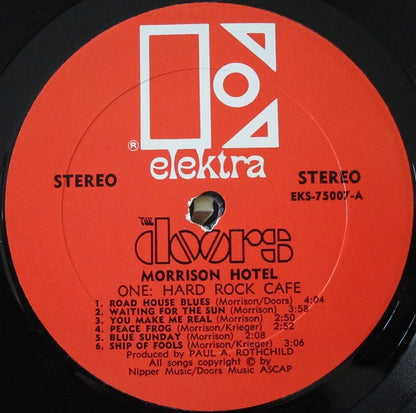 ®
elektra
STEREO STEREO
EKS-75007-A
THE
doors
MORRISON HOTEL
ONE: HARD ROCK CAFE
1. ROAD HOUSE BLUES (Morrison/Doors) 4:04
2. WAITING FOR THE SUN (Morrison) 3:58
3. YOU MAKE ME REAL (Morrison) 2:50
4. PEACE FROG (Morrison/Krieger) 2:52
5. BLUE SUNDAY (Morrison) 2:08
6. SHIP OF FOOLS (Morrison/Krieger) 3:06
Produced by PAUL A. ROTHCHILD
All songs copyright © by
Nipper Music/Doors Music ASCAP